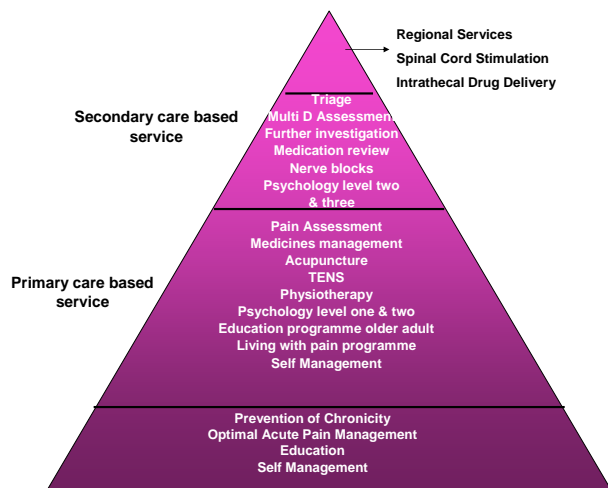 Regional Services
Spinal Cord Stimulation
Intrathecal Drug Delivery
Secondary care based
service
Triage
Multi D Assessment
Further investigation
Medication review
Nerve blocks
Psychology level two
& three
Primary care based
service
Pain Assessment
Medicines management
Acupuncture
TENS
Physiotherapy
Psychology level one & two
Education programme older adult
Living with pain programme
Self Management
Prevention of Chronicity
Optimal Acute Pain Management
Education
Self Management